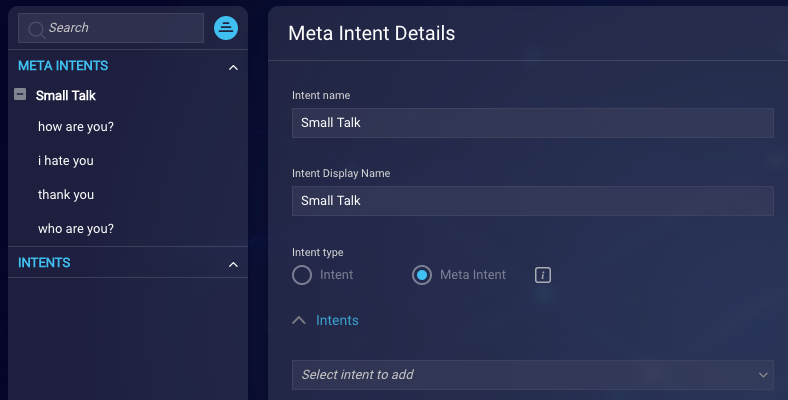 Search
META INTENTS
Small Talk
how are you?
i hate you
thank you
who are you?
INTENTS
Meta Intent Details
Intent name
Small Talk
Intent Display Name
Small Talk
Intent type
Intent
Meta Intent
i
Intents
Select intent to add